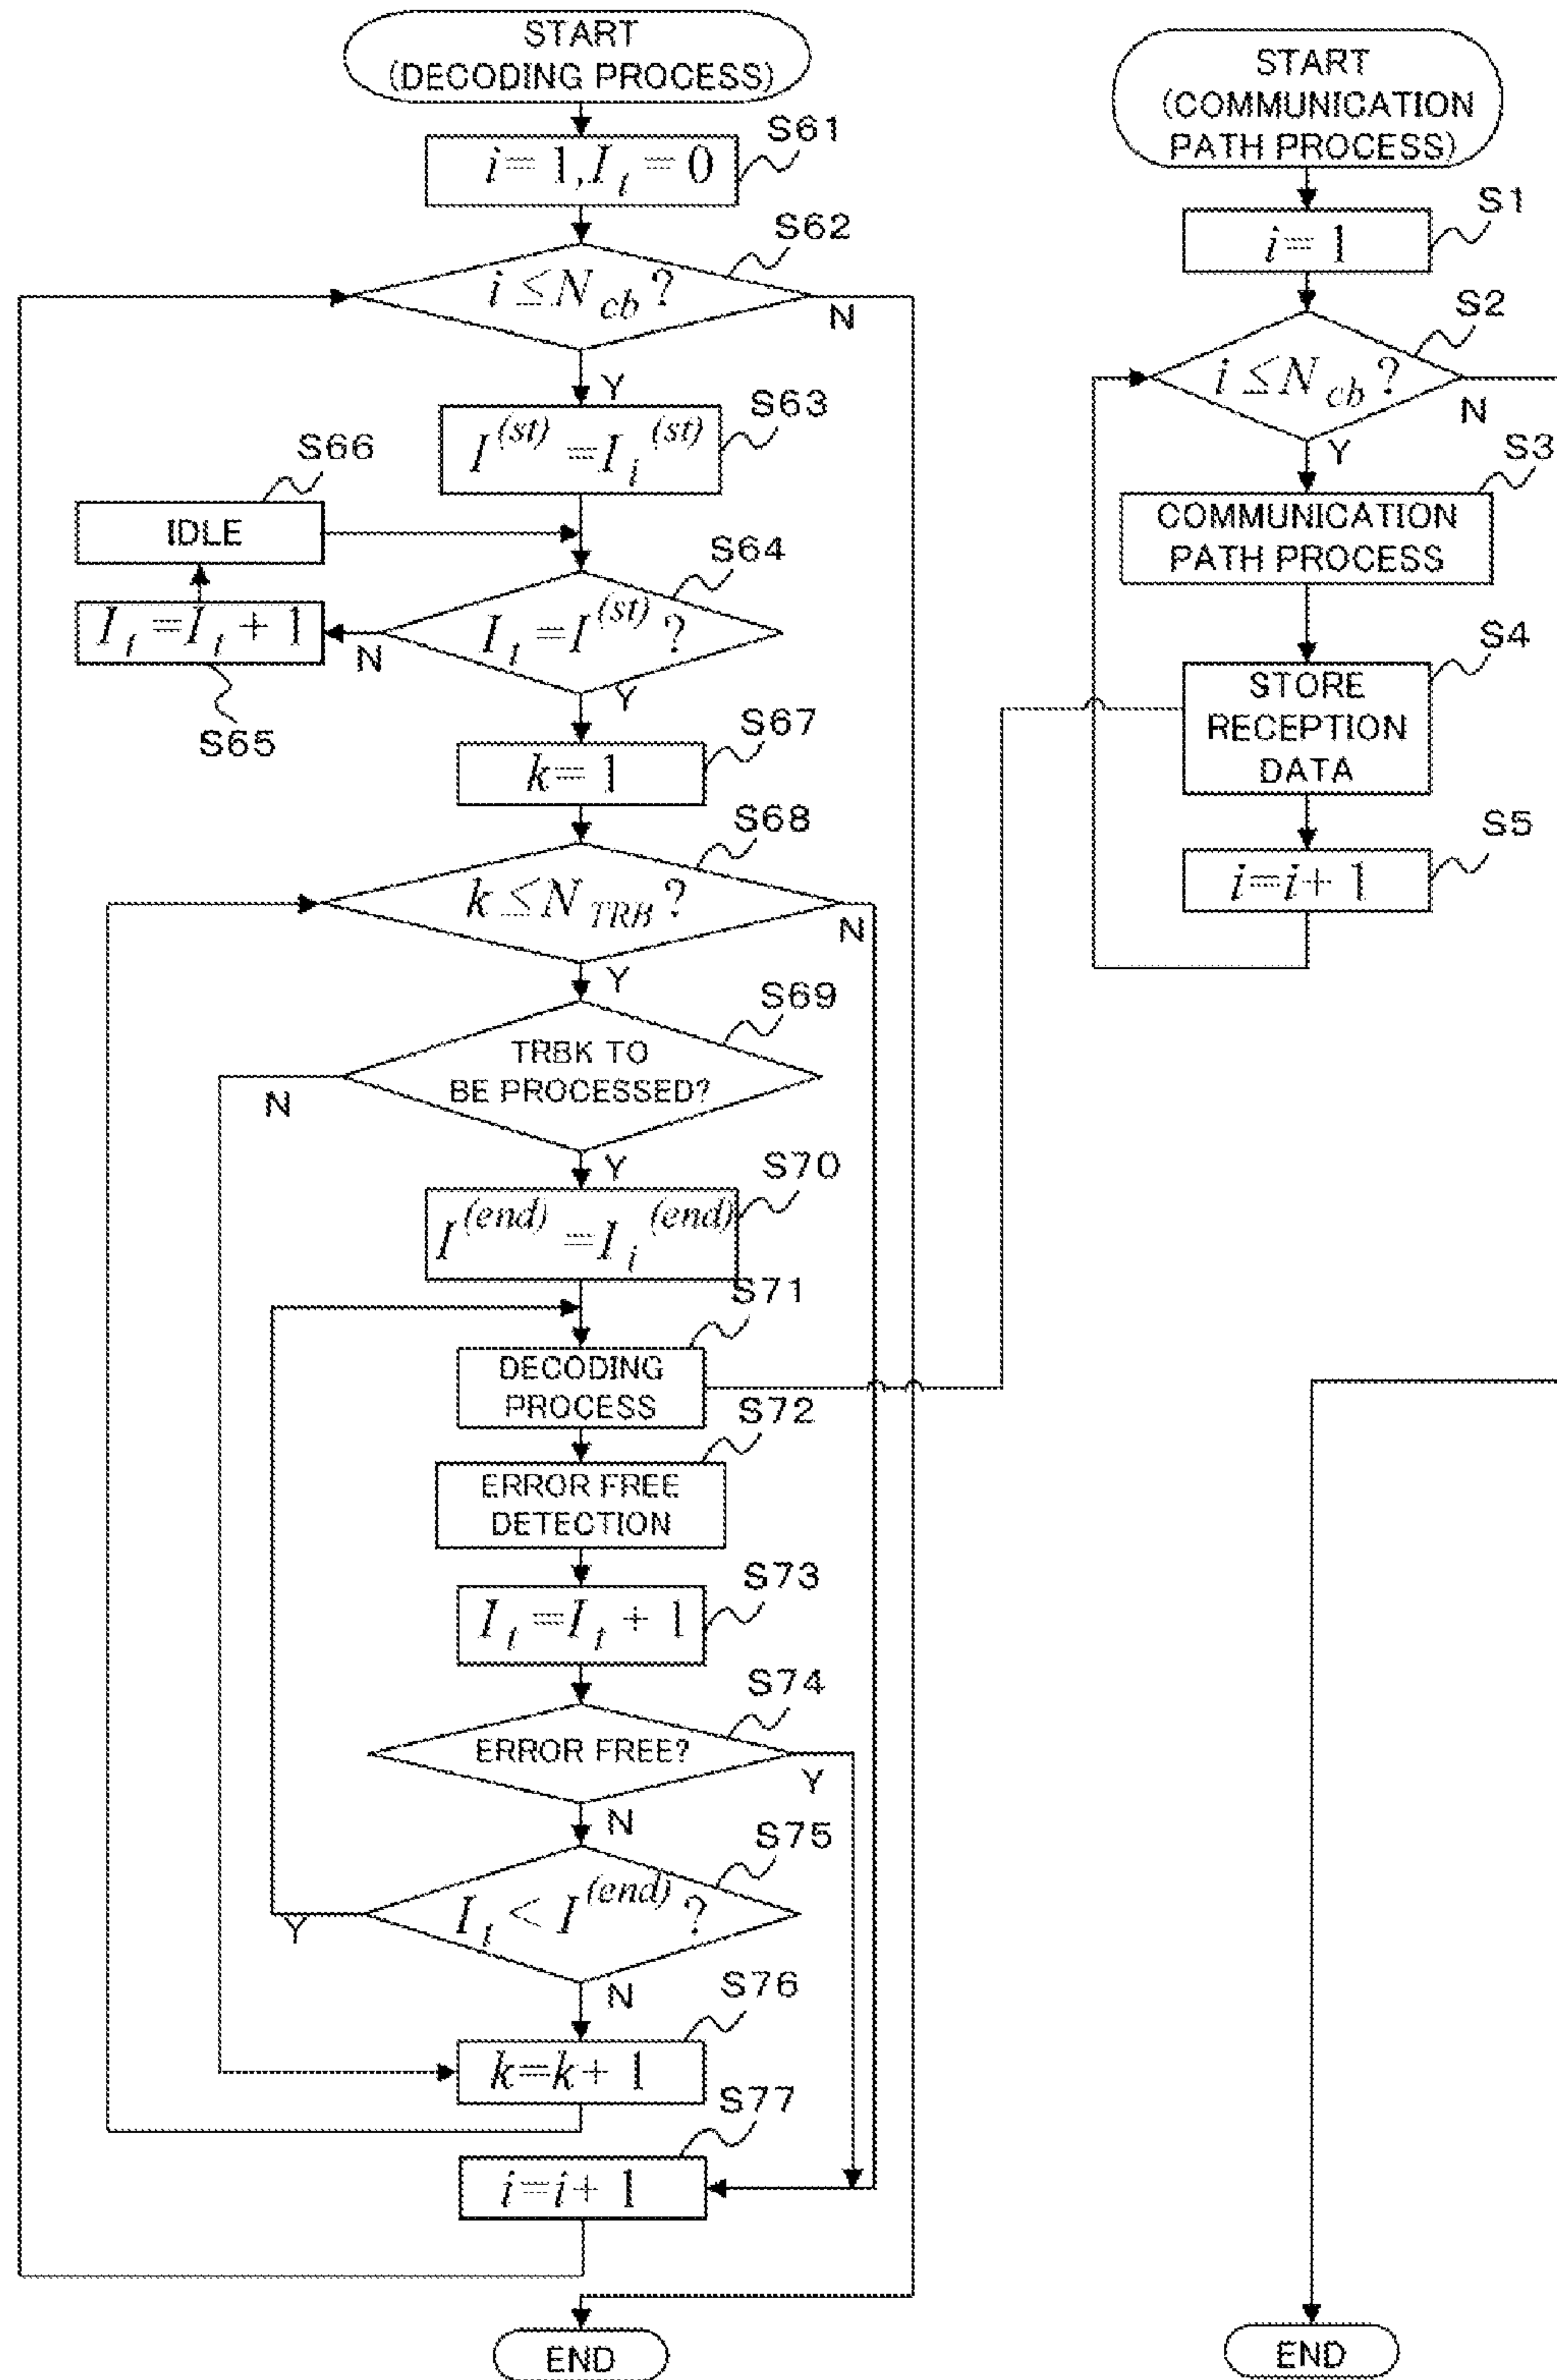 START
(DECODING PROCESS)
S61
i=1, I_t=0
S62
i≤N_cb?
N
Y
S63
I^(st)=I_i^(st)
S66
IDLE
S64
I_t=I^(st)?
N
Y
I_t=I_t+1
S65
S67
k=1
S68
k≤N_TRB?
N
Y
S69
TRBK TO
BE PROCESSED?
N
Y
S70
I^(end)=I_i^(end)
S71
DECODING
PROCESS
S72
ERROR FREE
DETECTION
S73
I_t=I_t+1
S74
ERROR FREE?
Y
N
S75
I_t<I^(end)?
Y
N
S76
k=k+1
S77
i=i+1
END
START
(COMMUNICATION
PATH PROCESS)
S1
i=1
S2
i≤N_cb?
N
Y
S3
COMMUNICATION
PATH PROCESS
S4
STORE
RECEPTION
DATA
S5
i=i+1
END